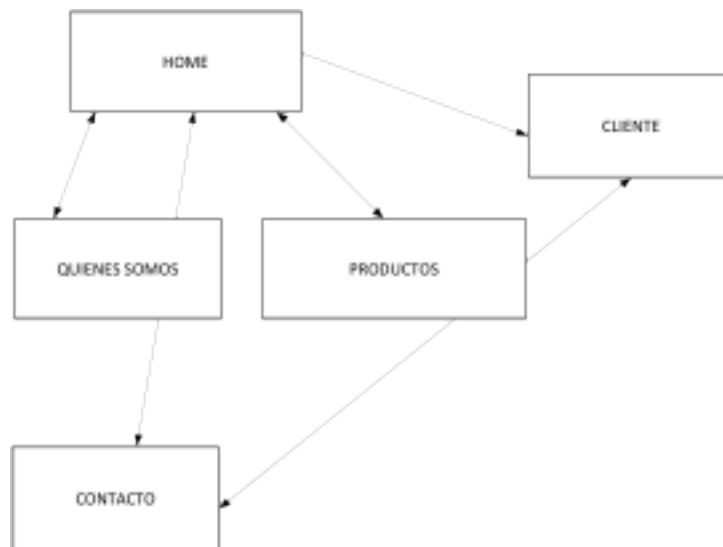 HOME
CLIENTE
QUIENES SOMOS
PRODUCTOS
CONTACTO